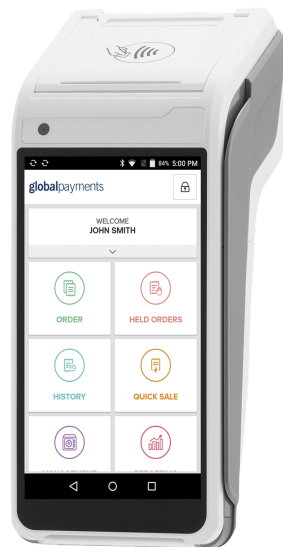 84% 5:00 PM
globalpayments
WELCOME
JOHN SMITH
ORDER
HELD ORDERS
HISTORY
QUICK SALE